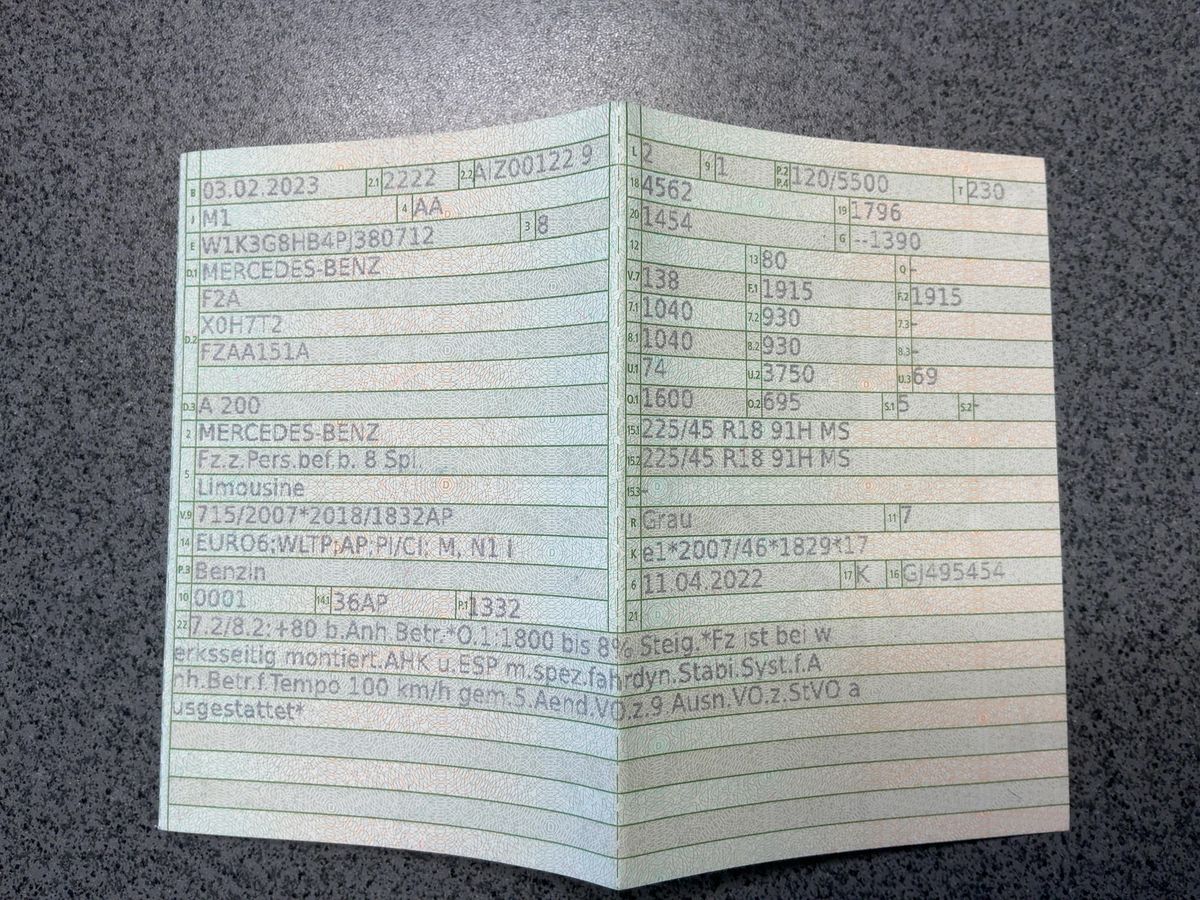 B 03.02.2023 2.1 2222 2.2 AIZ00122 9
J M1 4 AA
E W1K3G8HB4PJ380712 3 8
D.1 MERCEDES-BENZ
D.2 F2A
X0H7T2
FZAA151A
D.3 A 200
2 MERCEDES-BENZ
5 Fz.z.Pers.bef.b. 8 Spl.
Limousine
V.9 715/2007*2018/1832AP
14 EURO6;WLTP;AP;PI/CI; M, N1 I
P.3 Benzin
10 0001 14.1 36AP P.1 1332
L 2 9 1 P.2 P.4 120/5500 T 230
18 4562 19 1796
20 1454 G --1390
12 13 80 Q -
V.7 138 F.1 1915 F.2 1915
7.1 1040 7.2 930 7.3 -
8.1 1040 8.2 930 8.3 -
U.1 74 U.2 3750 U.3 69
O.1 1600 O.2 695 S.1 5 S.2 -
15.1 225/45 R18 91H MS
15.2 225/45 R18 91H MS
15.3 -
R Grau 11 7
K e1*2007/46*1829*17
6 11.04.2022 17 K 16 GJ495454
21
22 7.2/8.2:+80 b.Anh.Betr.*O.1:1800 bis 8% Steig.*Fz ist bei w
erksseitig montiert.AHK u.ESP m.spez.fahrdyn.Stabi.Syst.f.A
nh.Betr.f.Tempo 100 km/h gem.5.Aend.VO.z.9 Ausn.VO.z.StVO a
usgestattet*